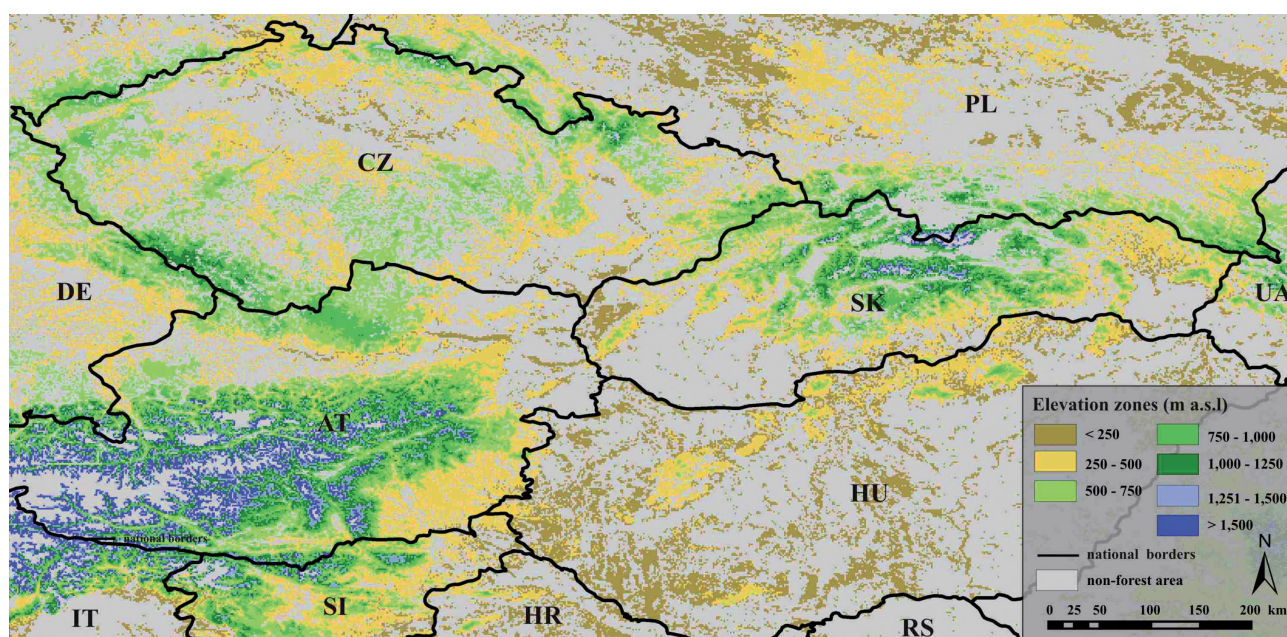 PL
CZ
DE
SK
UA
AT
HU
national borders
IT
SI
HR
RS
Elevation zones (m a.s.l)
< 250
250 - 500
500 - 750
750 - 1,000
1,000 - 1250
1,251 - 1,500
> 1,500
national borders
non-forest area
N
0 25 50 100 150 200 km